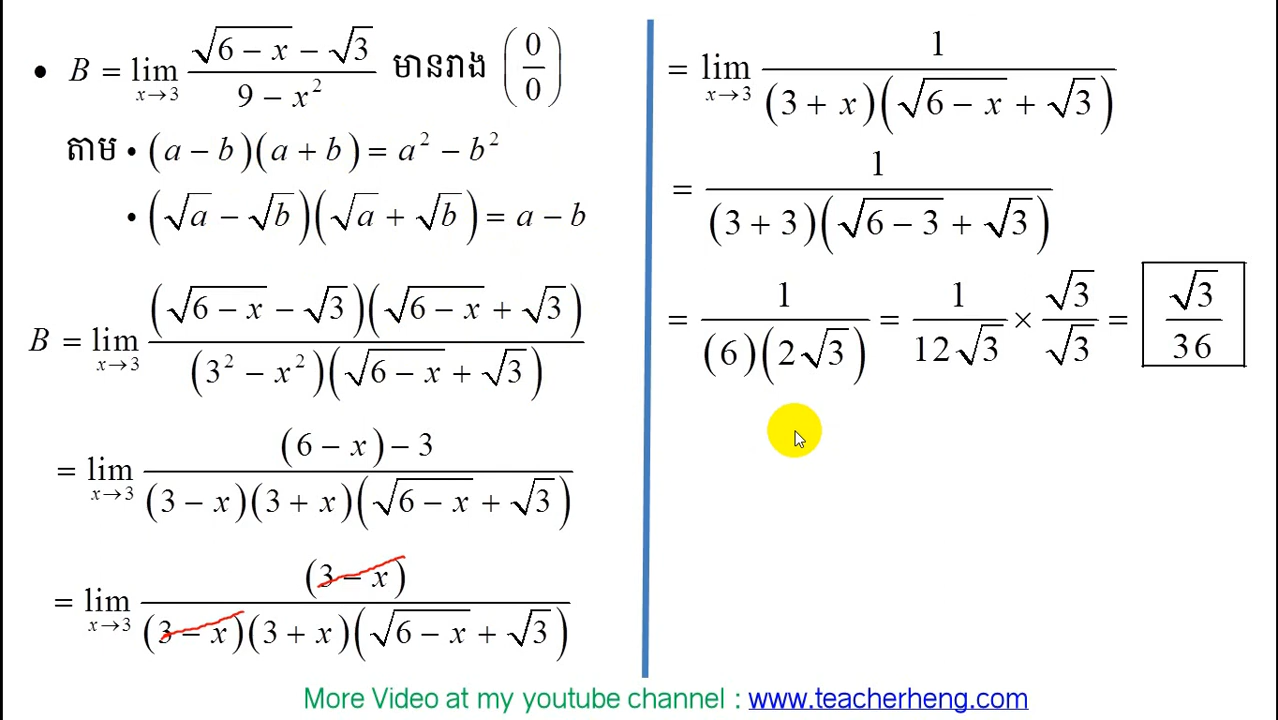 • B = lim_{x→3} (√(6 − x) − √3) / (9 − x²) មានរាង (0/0)
តាម • (a − b)(a + b) = a² − b²
• (√a − √b)(√a + √b) = a − b
B = lim_{x→3} ((√(6 − x) − √3)(√(6 − x) + √3)) / ((3² − x²)(√(6 − x) + √3))
= lim_{x→3} ((6 − x) − 3) / ((3 − x)(3 + x)(√(6 − x) + √3))
= lim_{x→3} (3 − x) / ((3 − x)(3 + x)(√(6 − x) + √3))
= lim_{x→3} 1 / ((3 + x)(√(6 − x) + √3))
= 1 / ((3 + 3)(√(6 − 3) + √3))
= 1 / ((6)(2√3)) = 1 / (12√3) × √3 / √3 = √3 / 36
More Video at my youtube channel : www.teacherheng.com